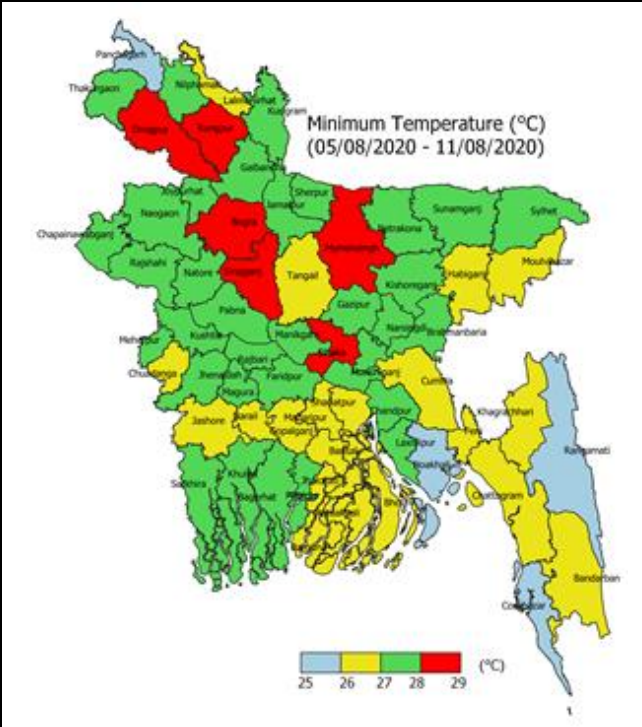 Panchagarh
Thakurgaon
Nilphamari
Lalmonirhat
Kurigram
Dinajpur
Rangpur
Minimum Temperature (°C)
(05/08/2020 - 11/08/2020)
Gaibandha
Joypurhat
Sherpur
Jamalpur
Naogaon
Bogra
Mymensingh
Netrakona
Sunamganj
Sylhet
Chapainawabganj
Rajshahi
Natore
Sirajganj
Tangail
Kishoreganj
Habiganj
Moulvibazar
Pabna
Gazipur
Narsingdi
Brahmanbaria
Meherpur
Kushtia
Manikganj
Dhaka
Chuadanga
Jhenaidah
Rajbari
Faridpur
Munshiganj
Cumilla
Magura
Shariatpur
Chandpur
Khagrachhari
Jashore
Narail
Madaripur
Gopalganj
Feni
Laxmipur
Noakhali
Rangamati
Barisal
Satkhira
Khulna
Bagerhat
Chattogram
Bandarban
(°C)
25 26 27 28 29